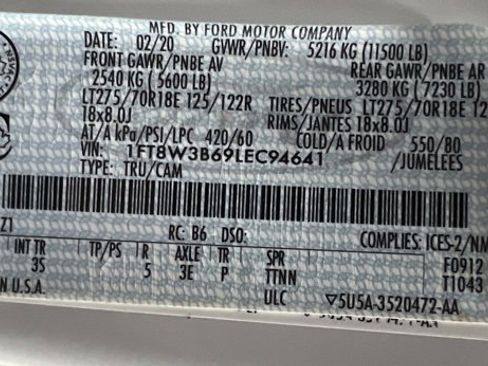 MFD. BY FORD MOTOR COMPANY
DATE: 02/20 GVWR/PNBV: 5216 KG (11500 LB)
FRONT GAWR/PNBE AV REAR GAWR/PNBE AR
2540 KG (5600 LB) 3280 KG (7230 LB)
LT275/70R18E 125/122R TIRES/PNEUS LT275/70R18E 125/122R
18x8.0J RIMS/JANTES 18x8.0J
AT/A kPa/PSI/LPC 420/60 COLD/A FROID 550/80
VIN: 1FT8W3B69LEC94641 /JUMELEES
TYPE: TRU/CAM
Z1 RC: B6 DSO: COMPLIES: ICES-2/NM
INT TR TP/PS R AXLE TR SPR F0912
3S 5 3E P TTNN T1043
N U.S.A. ULC ▽5U5A-3520472-AA